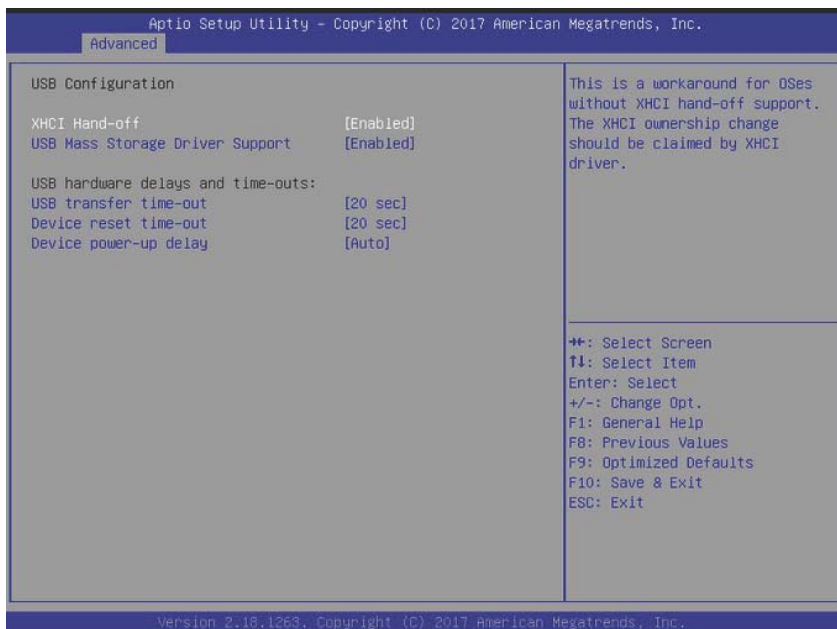 Aptio Setup Utility – Copyright (C) 2017 American Megatrends, Inc.
Advanced
USB Configuration
XHCI Hand-off [Enabled]
USB Mass Storage Driver Support [Enabled]
USB hardware delays and time-outs:
USB transfer time-out [20 sec]
Device reset time-out [20 sec]
Device power-up delay [Auto]
This is a workaround for OSes
without XHCI hand-off support.
The XHCI ownership change
should be claimed by XHCI
driver.
→←: Select Screen
↑↓: Select Item
Enter: Select
+/-: Change Opt.
F1: General Help
F8: Previous Values
F9: Optimized Defaults
F10: Save & Exit
ESC: Exit
Version 2.18.1263. Copyright (C) 2017 American Megatrends, Inc.